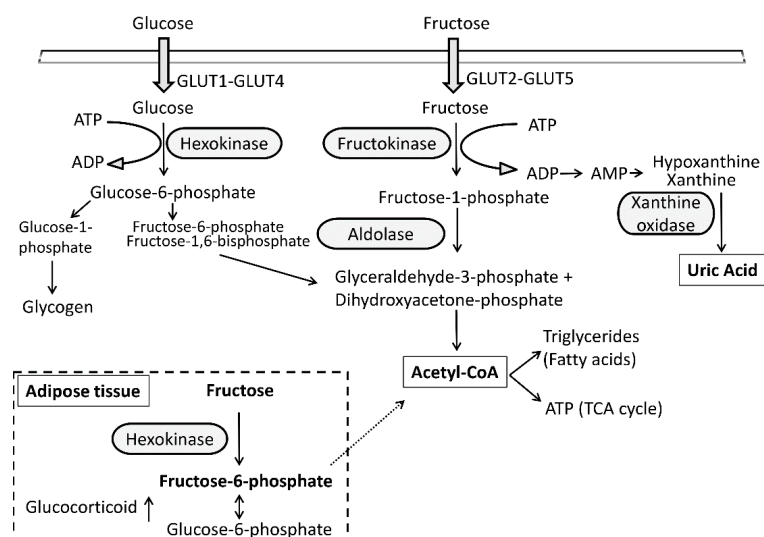 Glucose
Fructose
GLUT1-GLUT4
GLUT2-GLUT5
Glucose
Fructose
ATP
Hexokinase
Fructokinase
ATP
ADP
ADP
AMP
Hypoxanthine
Xanthine
Glucose-6-phosphate
Fructose-1-phosphate
Xanthine
oxidase
Glucose-1-
phosphate
Fructose-6-phosphate
Fructose-1,6-bisphosphate
Aldolase
Glyceraldehyde-3-phosphate +
Dihydroxyacetone-phosphate
Uric Acid
Glycogen
Triglycerides
(Fatty acids)
Acetyl-CoA
ATP (TCA cycle)
Adipose tissue
Fructose
Hexokinase
Fructose-6-phosphate
Glucocorticoid
Glucose-6-phosphate